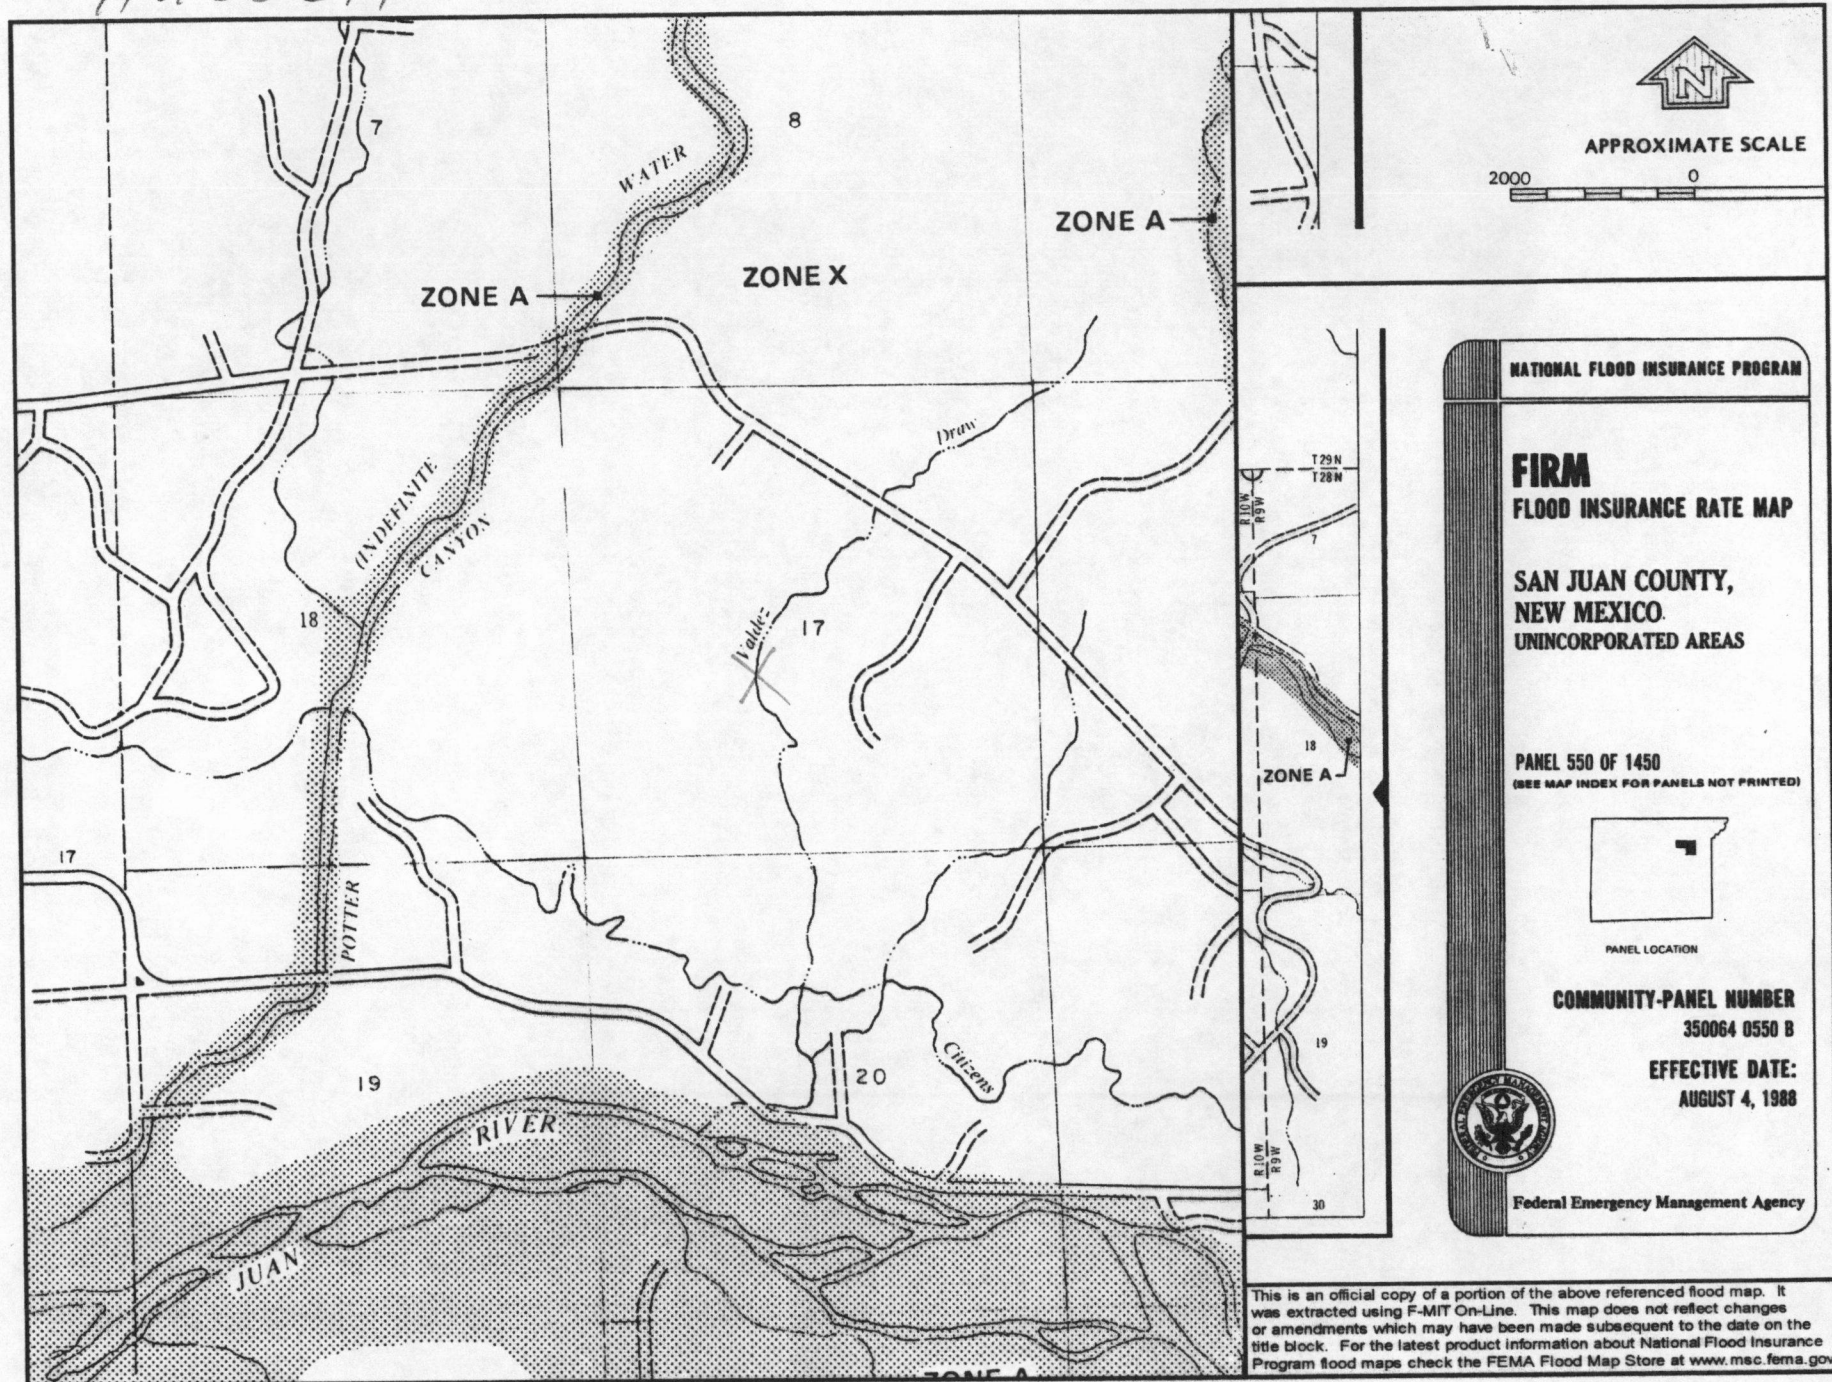 7
8
WATER
ZONE A
ZONE X
ZONE A
Draw
(INDEFINITE
CANYON
18
Valdez
17
17
POTTER
19
20
Citizens
RIVER
JUAN
ZONE A
N
APPROXIMATE SCALE
2000 0
T29N
T28N
R10W
R9W
7
18
ZONE A
19
R10W
R9W
30
NATIONAL FLOOD INSURANCE PROGRAM
FIRM
FLOOD INSURANCE RATE MAP
SAN JUAN COUNTY,
NEW MEXICO
UNINCORPORATED AREAS
PANEL 550 OF 1450
(SEE MAP INDEX FOR PANELS NOT PRINTED)
PANEL LOCATION
COMMUNITY-PANEL NUMBER
350064 0550 B
EFFECTIVE DATE:
AUGUST 4, 1988
Federal Emergency Management Agency
This is an official copy of a portion of the above referenced flood map. It
was extracted using F-MIT On-Line. This map does not reflect changes
or amendments which may have been made subsequent to the date on the
title block. For the latest product information about National Flood Insurance
Program flood maps check the FEMA Flood Map Store at www.msc.fema.gov